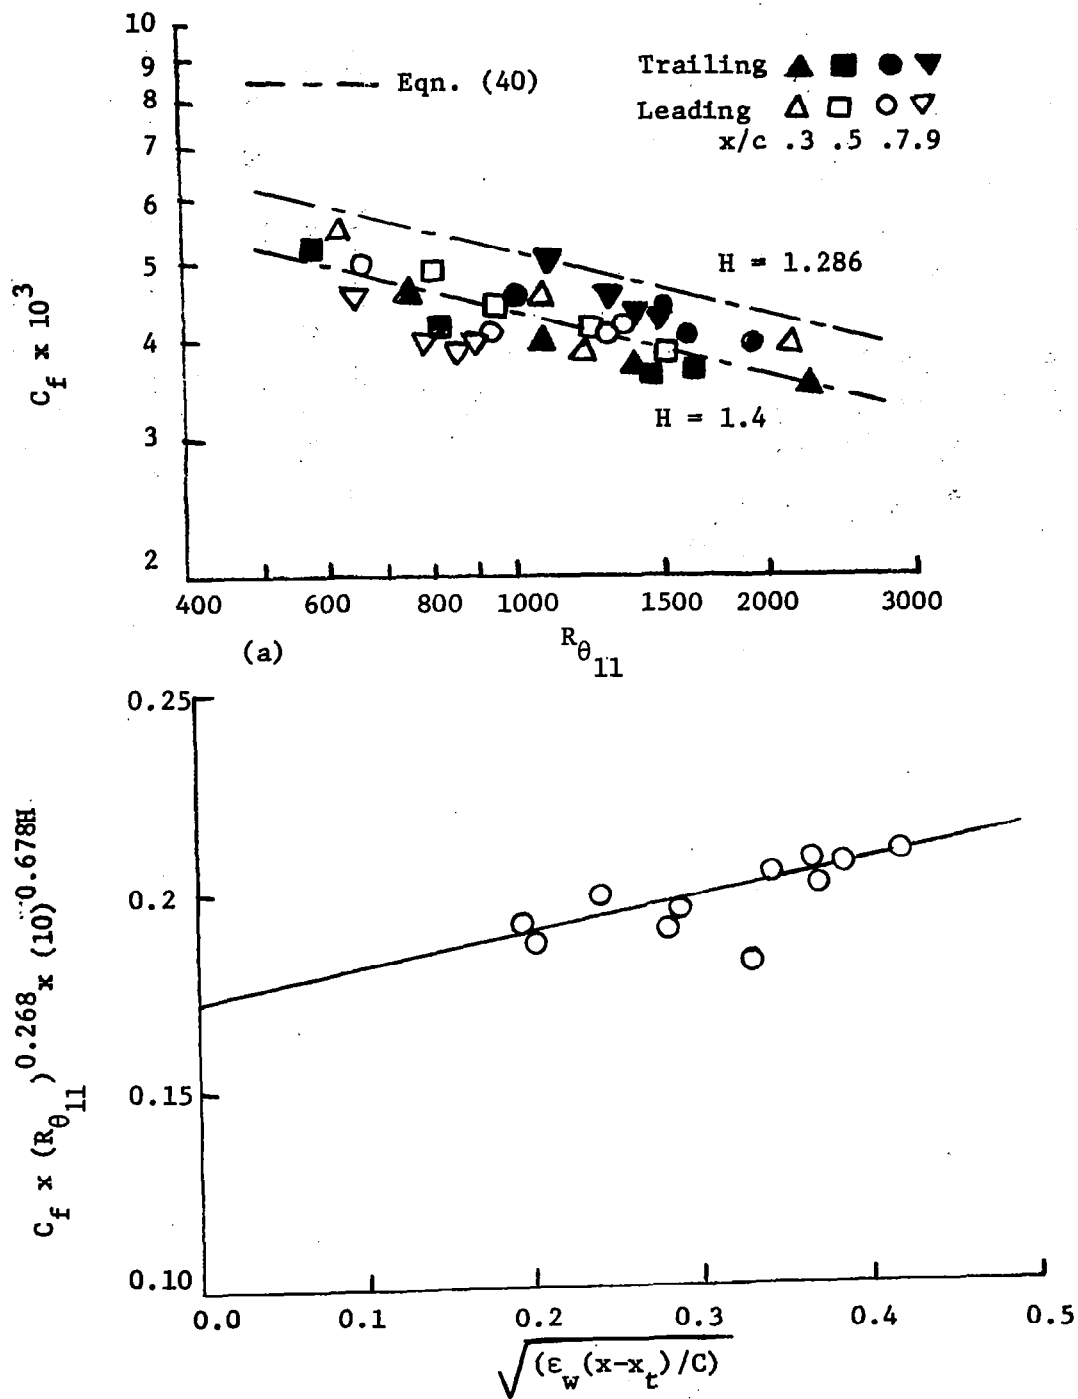 10
9
8
7
6
5
4
3
2
C_f x 10^3
Eqn. (40)
Trailing ▲ ■ ● ▼
Leading △ □ ○ ▽
x/c .3 .5 .7 .9
H = 1.286
H = 1.4
400 600 800 1000 1500 2000 3000
R_θ_11
(a)
0.25
0.2
0.15
0.10
C_f x (R_θ_11)^0.268 x (10)^0.678H
0.0 0.1 0.2 0.3 0.4 0.5
√(ε_w(x-x_t)/C)